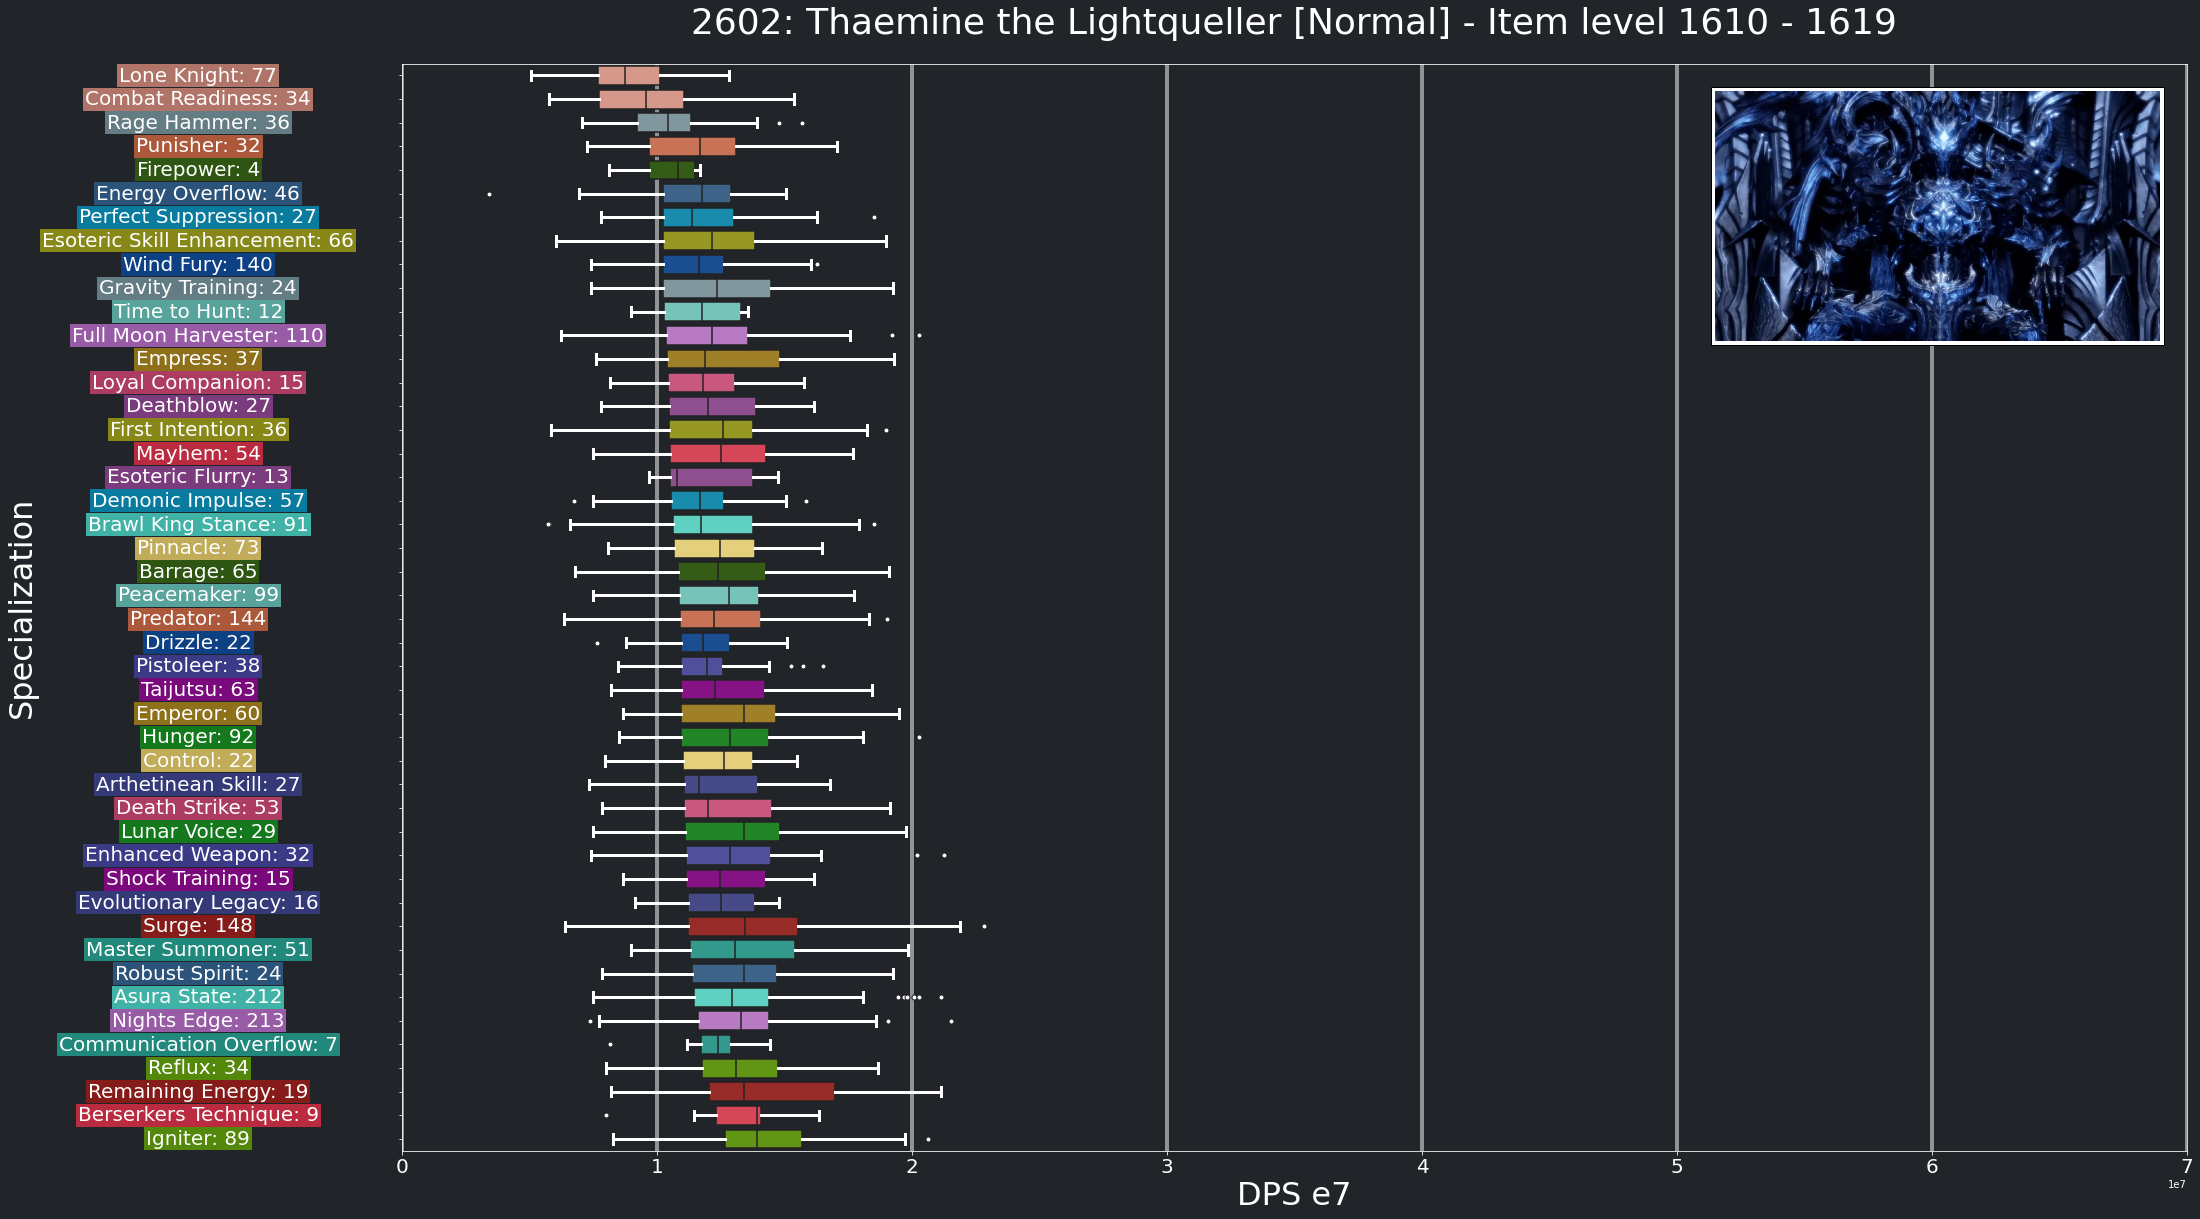 2602: Thaemine the Lightqueller [Normal] - Item level 1610 - 1619
Lone Knight: 77
Combat Readiness: 34
Rage Hammer: 36
Punisher: 32
Firepower: 4
Energy Overflow: 46
Perfect Suppression: 27
Esoteric Skill Enhancement: 66
Wind Fury: 140
Gravity Training: 24
Time to Hunt: 12
Full Moon Harvester: 110
Empress: 37
Loyal Companion: 15
Deathblow: 27
First Intention: 36
Mayhem: 54
Esoteric Flurry: 13
Demonic Impulse: 57
Brawl King Stance: 91
Pinnacle: 73
Barrage: 65
Peacemaker: 99
Predator: 144
Drizzle: 22
Pistoleer: 38
Taijutsu: 63
Emperor: 60
Hunger: 92
Control: 22
Arthetinean Skill: 27
Death Strike: 53
Lunar Voice: 29
Enhanced Weapon: 32
Shock Training: 15
Evolutionary Legacy: 16
Surge: 148
Master Summoner: 51
Robust Spirit: 24
Asura State: 212
Nights Edge: 213
Communication Overflow: 7
Reflux: 34
Remaining Energy: 19
Berserkers Technique: 9
Igniter: 89
Specialization
0 1 2 3 4 5 6 7
1e7
DPS e7